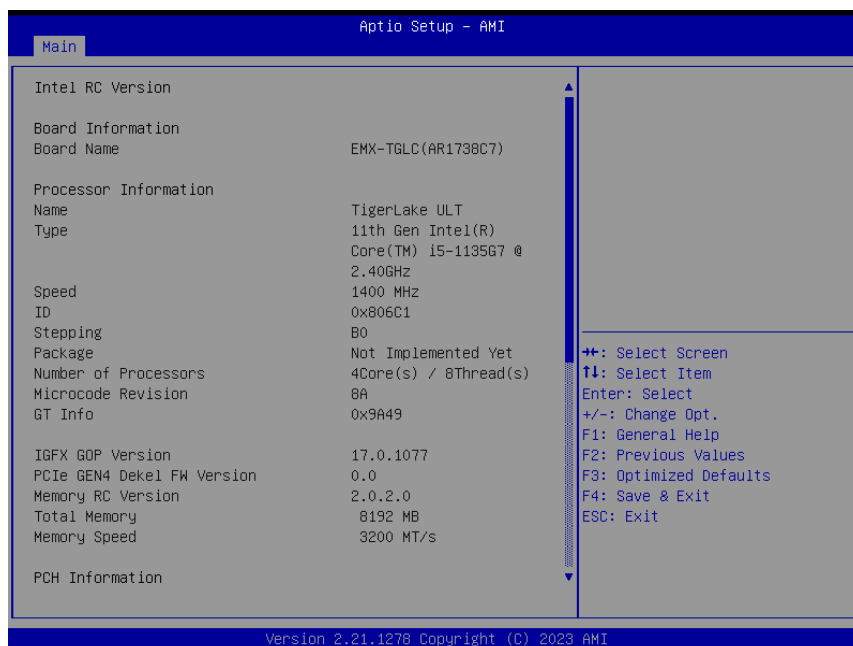 Aptio Setup – AMI
Main
Intel RC Version
Board Information
Board Name EMX-TGLC(AR1738C7)
Processor Information
Name TigerLake ULT
Type 11th Gen Intel(R)
Core(TM) i5-1135G7 @
2.40GHz
Speed 1400 MHz
ID 0x806C1
Stepping B0
Package Not Implemented Yet
Number of Processors 4Core(s) / 8Thread(s)
Microcode Revision 8A
GT Info 0x9A49
IGFX GOP Version 17.0.1077
PCIe GEN4 Dekel FW Version 0.0
Memory RC Version 2.0.2.0
Total Memory 8192 MB
Memory Speed 3200 MT/s
PCH Information
→←: Select Screen
↑↓: Select Item
Enter: Select
+/-: Change Opt.
F1: General Help
F2: Previous Values
F3: Optimized Defaults
F4: Save & Exit
ESC: Exit
Version 2.21.1278 Copyright (C) 2023 AMI